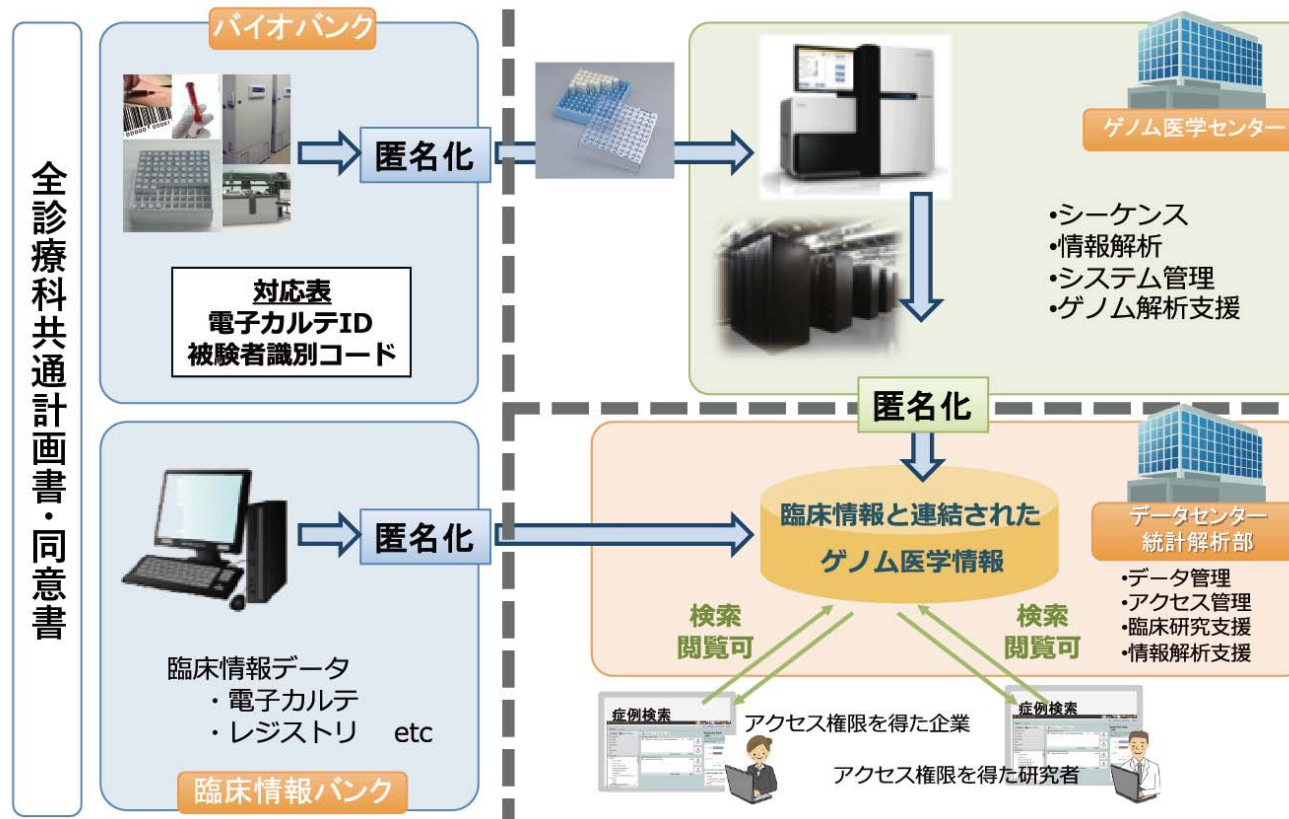 全診療科共通計画書・同意書
バイオバンク
匿名化
対応表
電子カルテID
被験者識別コード
ゲノム医学センター
•シーケンス
•情報解析
•システム管理
•ゲノム解析支援
匿名化
臨床情報データ
・電子カルテ
・レジストリ　etc
臨床情報バンク
匿名化
臨床情報と連結された
ゲノム医学情報
データセンター
統計解析部
•データ管理
•アクセス管理
•臨床研究支援
•情報解析支援
検索
閲覧可
検索
閲覧可
症例検索
アクセス権限を得た企業
症例検索
アクセス権限を得た研究者